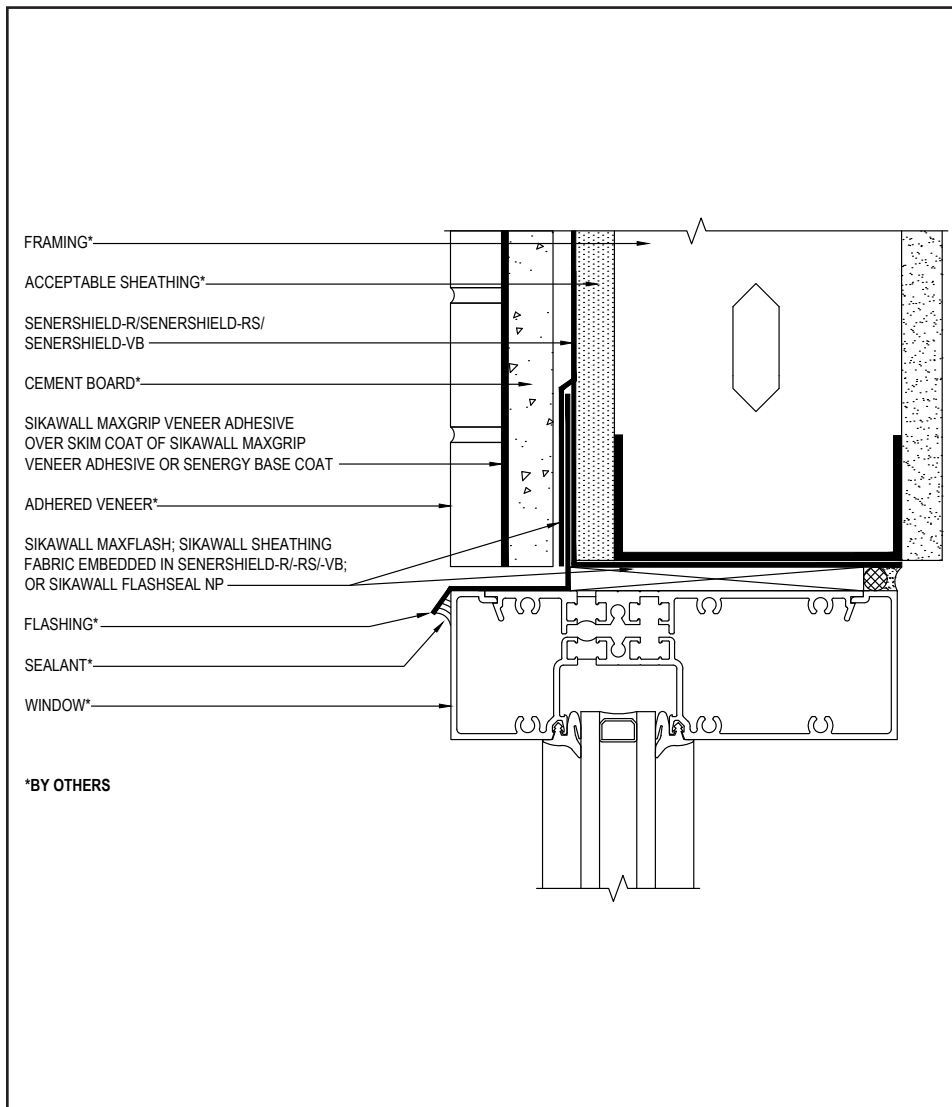 FRAMING*
ACCEPTABLE SHEATHING*
SENERSHIELD-R/SENERSHIELD-RS/
SENERSHIELD-VB
CEMENT BOARD*
SIKAWALL MAXGRIP VENEER ADHESIVE
OVER SKIM COAT OF SIKAWALL MAXGRIP
VENEER ADHESIVE OR SENERGY BASE COAT
ADHERED VENEER*
SIKAWALL MAXFLASH; SIKAWALL SHEATHING
FABRIC EMBEDDED IN SENERSHIELD-R/-RS/-VB;
OR SIKAWALL FLASHSEAL NP
FLASHING*
SEALANT*
WINDOW*
*BY OTHERS